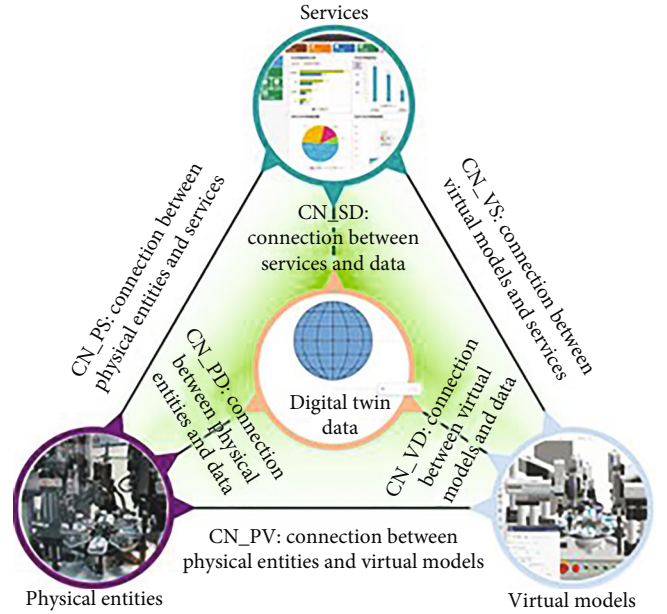 Services
CN_PS: connection between
physical entities and services
CN_VS: connection between
virtual models and services
CN_SD:
connection between
services and data
CN_PD: connection
between physical
entities and data
Digital twin
data
CN_VD: connection
between virtual
models and data
CN_PV: connection between
physical entities and virtual models
Physical entities
Virtual models